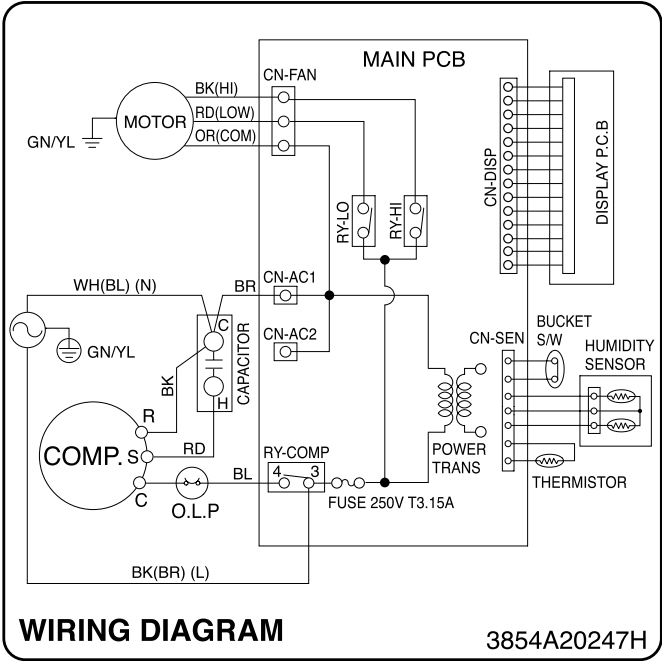 MAIN PCB
CN-FAN
BK(HI)
RD(LOW)
OR(COM)
MOTOR
GN/YL
CN-DISP
DISPLAY P.C.B
RY-LO
RY-HI
WH(BL) (N)
BR
CN-AC1
CN-AC2
GN/YL
C
H
CAPACITOR
BK
RD
CN-SEN
BUCKET
S/W
HUMIDITY
SENSOR
POWER
TRANS
THERMISTOR
COMP.
R
S
C
O.L.P
BL
RY-COMP
4 3
FUSE 250V T3.15A
BK(BR) (L)
WIRING DIAGRAM
3854A20247H